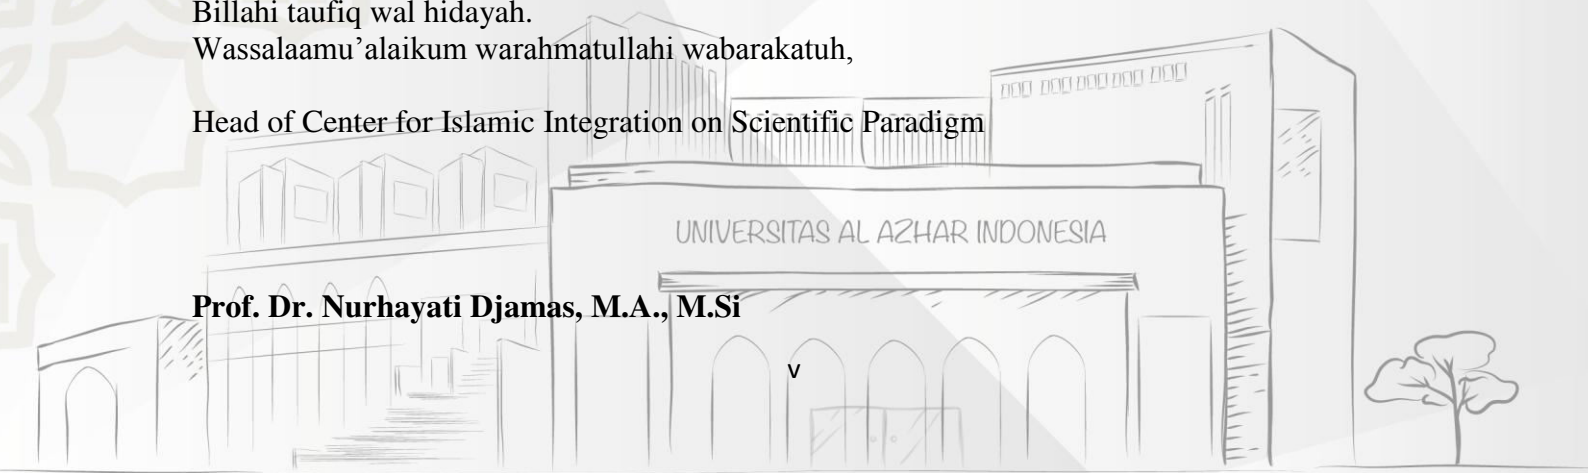 Billahi taufiq wal hidayah.
Wassalaamu’alaikum warahmatullahi wabarakatuh,
Head of Center for Islamic Integration on Scientific Paradigm
UNIVERSITAS AL AZHAR INDONESIA
Prof. Dr. Nurhayati Djamas, M.A., M.Si
v